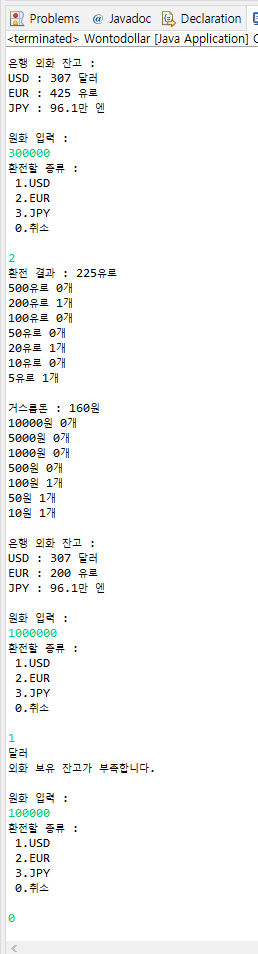 Problems @ Javadoc Declaration
<terminated> Wontodollar [Java Application] C
은행 외화 잔고 :
USD : 307 달러
EUR : 425 유로
JPY : 96.1만 엔
원화 입력 :
300000
환전할 종류 :
1.USD
2.EUR
3.JPY
0.취소
2
환전 결과 : 225유로
500유로 0개
200유로 1개
100유로 0개
50유로 0개
20유로 1개
10유로 0개
5유로 1개
거스름돈 : 160원
10000원 0개
5000원 0개
1000원 0개
500원 0개
100원 1개
50원 1개
10원 1개
은행 외화 잔고 :
USD : 307 달러
EUR : 200 유로
JPY : 96.1만 엔
원화 입력 :
1000000
환전할 종류 :
1.USD
2.EUR
3.JPY
0.취소
1
달러
외화 보유 잔고가 부족합니다.
원화 입력 :
100000
환전할 종류 :
1.USD
2.EUR
3.JPY
0.취소
0